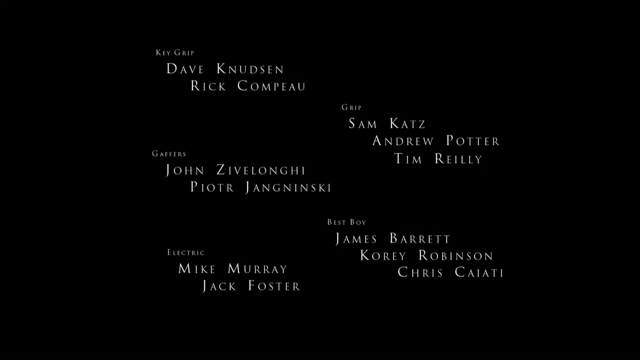 Key Grip
Dave Knudsen
Rick Compeau
Grip
Sam Katz
Andrew Potter
Tim Reilly
Gaffers
John Zivelonghi
Piotr Jangninski
Best Boy
James Barrett
Korey Robinson
Chris Caiati
Electric
Mike Murray
Jack Foster